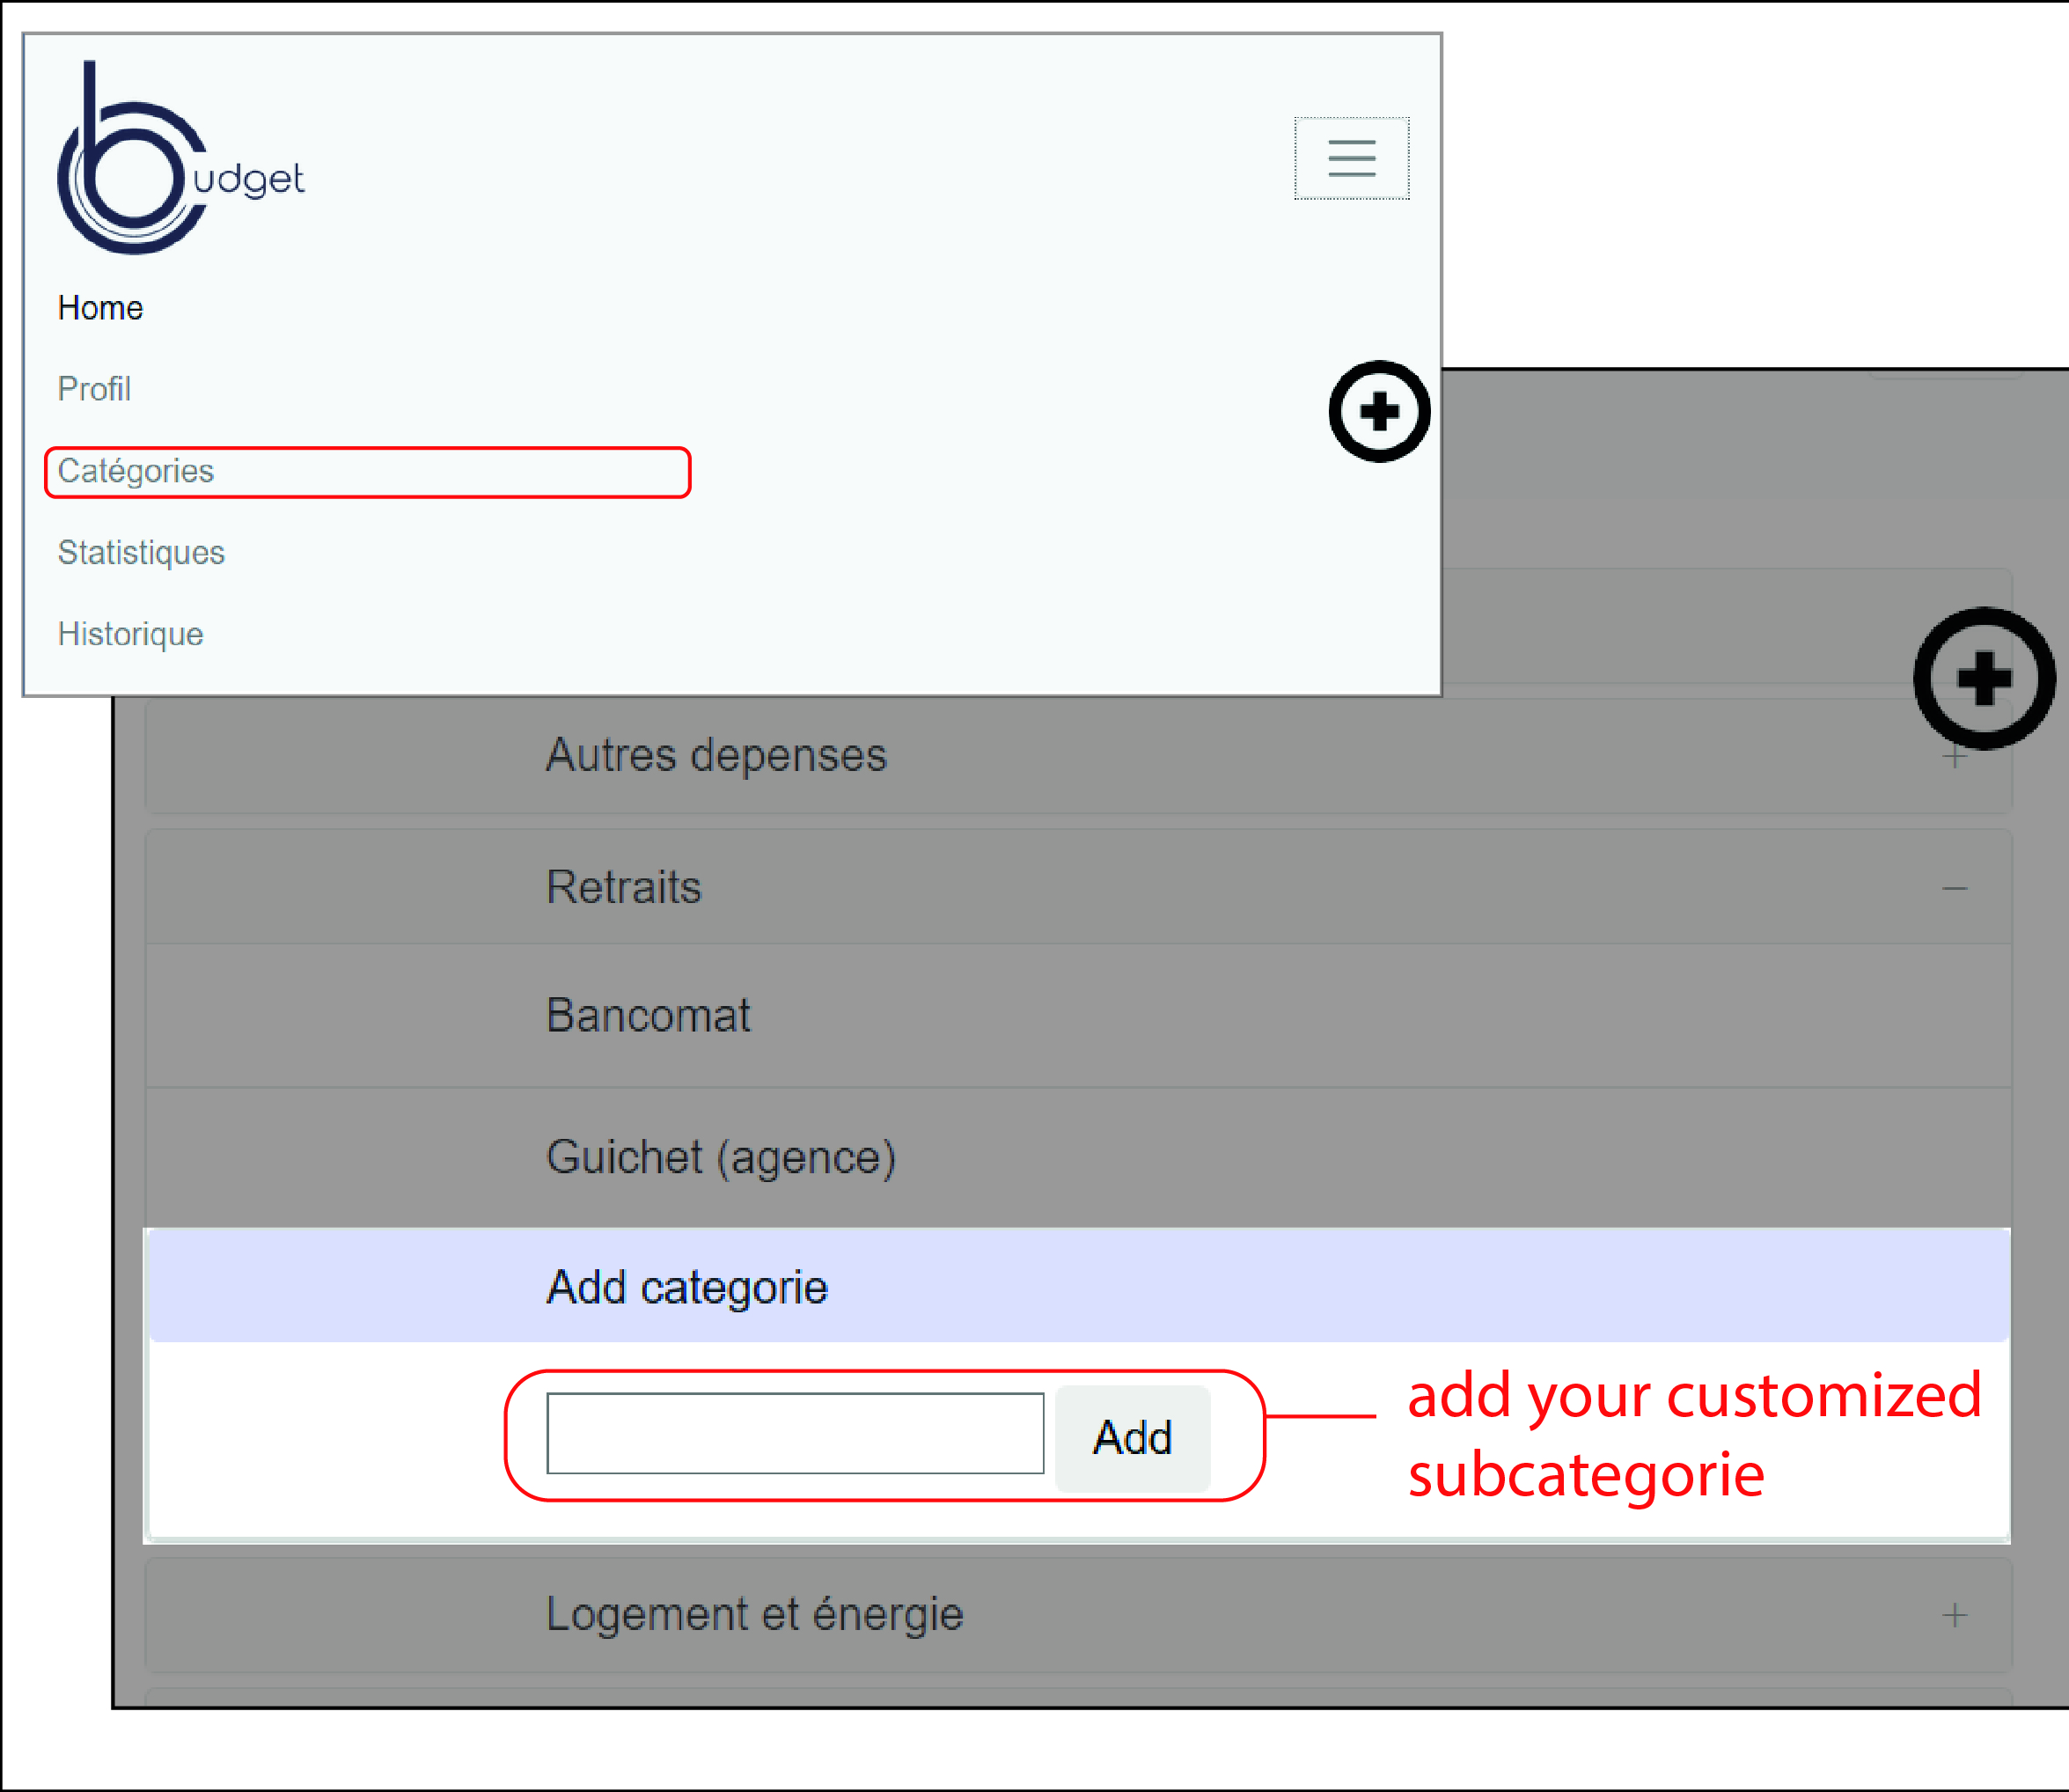 budget
Home
Profil
Catégories
Statistiques
Historique
Autres depenses
Retraits
Bancomat
Guichet (agence)
Add categorie
Add
add your customized
subcategorie
Logement et énergie